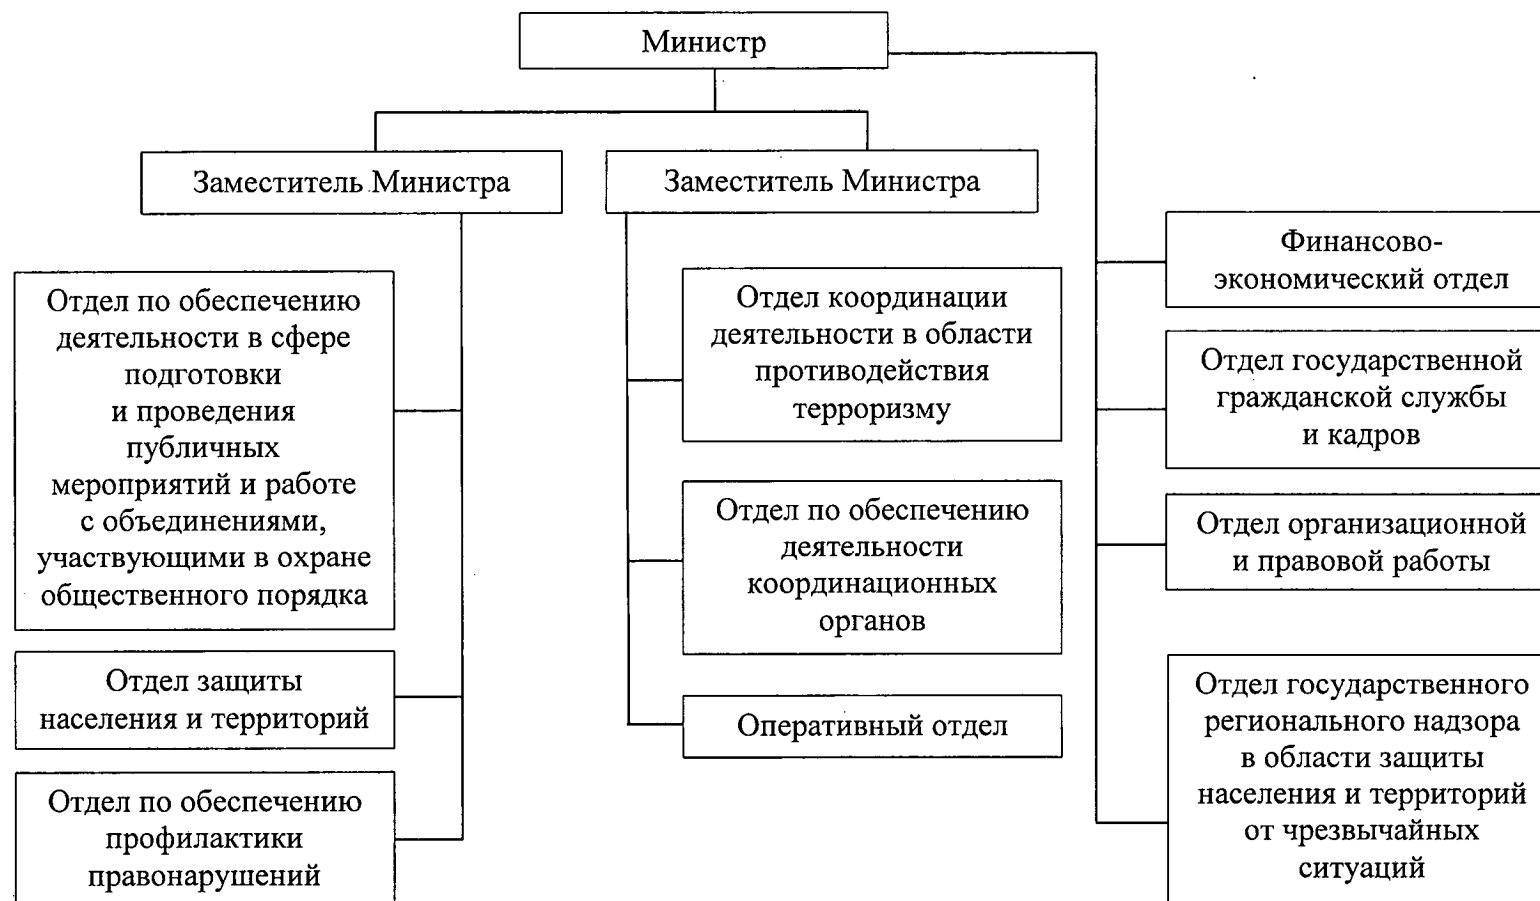 Министр
Заместитель Министра
Заместитель Министра
Отдел по обеспечению
деятельности в сфере
подготовки
и проведения
публичных
мероприятий и работе
с объединениями,
участвующими в охране
общественного порядка
Отдел защиты
населения и территорий
Отдел по обеспечению
профилактики
правонарушений
Отдел координации
деятельности в области
противодействия
терроризму
Отдел по обеспечению
деятельности
координационных
органов
Оперативный отдел
Финансово-
экономический отдел
Отдел государственной
гражданской службы
и кадров
Отдел организационной
и правовой работы
Отдел государственного
регионального надзора
в области защиты
населения и территорий
от чрезвычайных
ситуаций